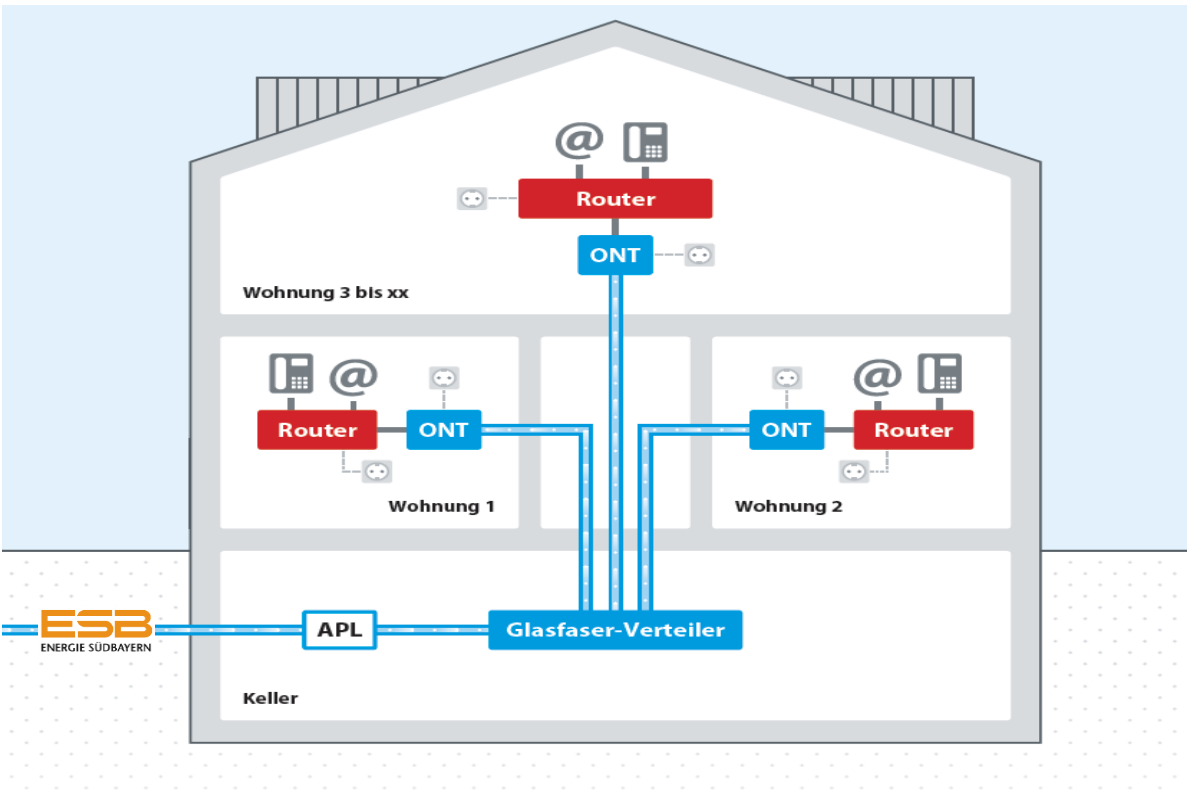 @
Router
ONT
Wohnung 3 bis xx
@
@
Router
ONT
ONT
Router
Wohnung 1
Wohnung 2
ESB
ENERGIE SÜDBAYERN
APL
Glasfaser-Verteiler
Keller